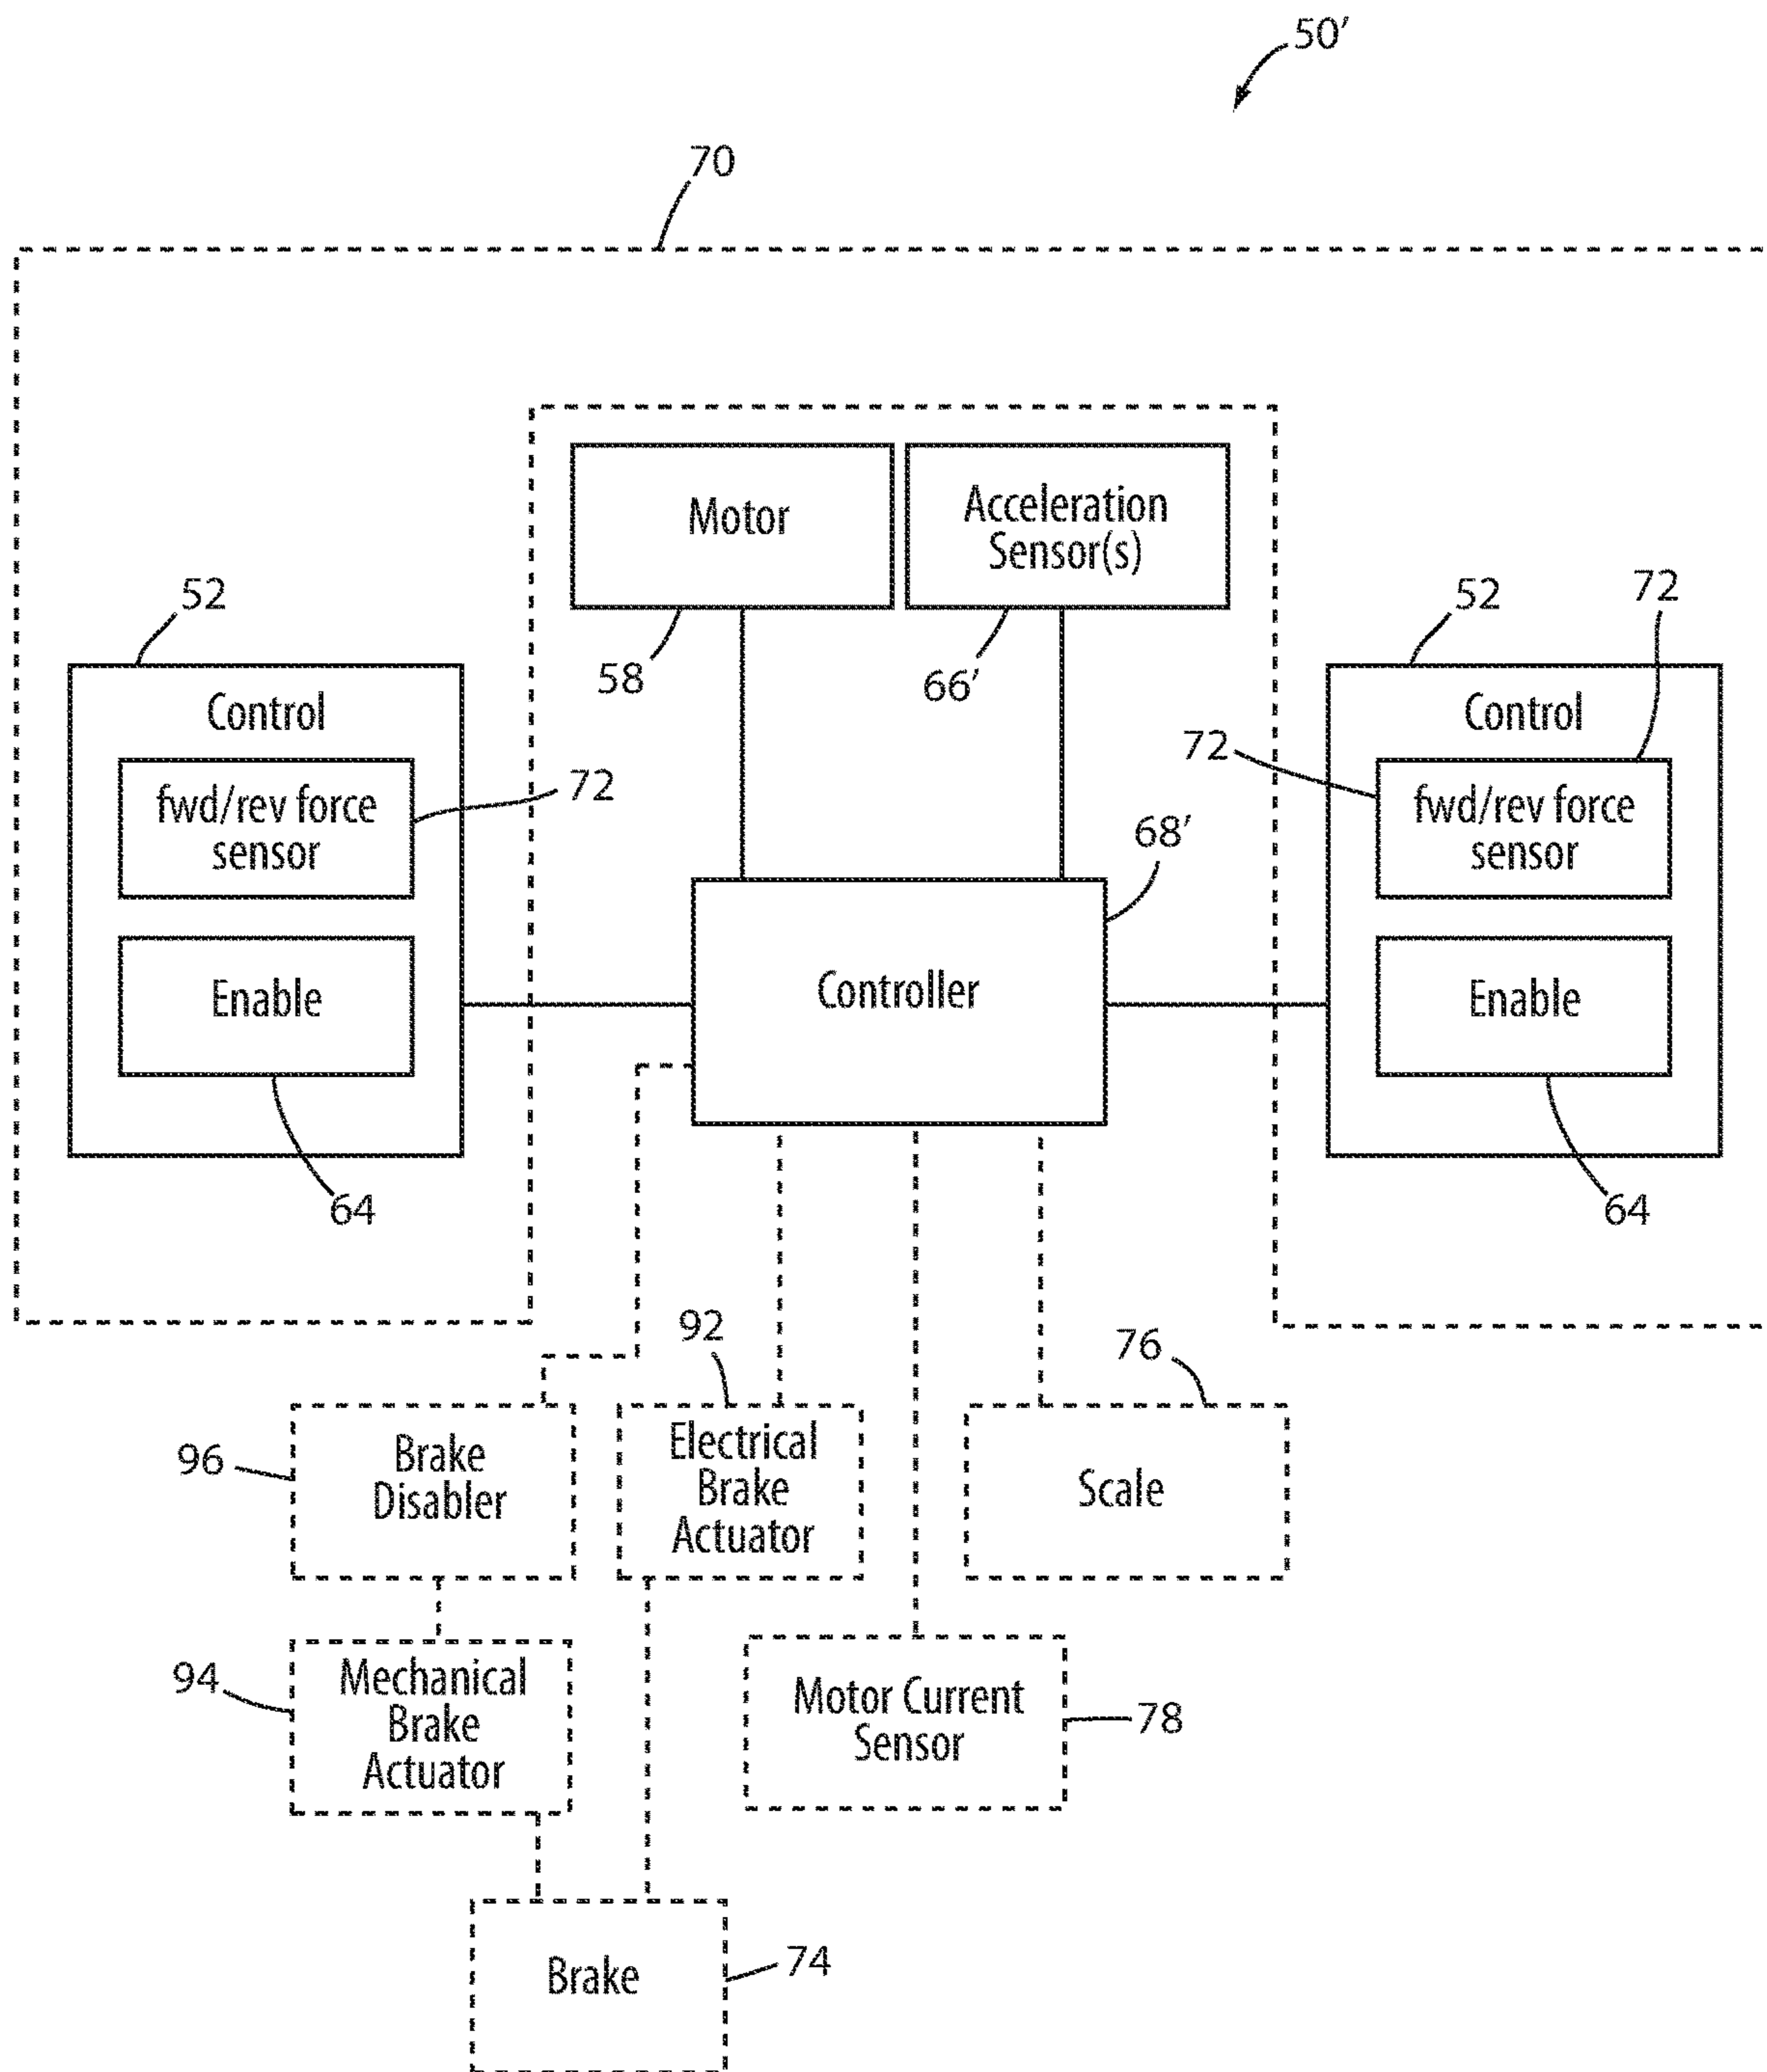 50′
70
Motor
Acceleration
Sensor(s)
52
52
72
58
66′
Control
Control
72
fwd/rev force
sensor
72
fwd/rev force
sensor
68′
Enable
Controller
Enable
64
64
92
76
96
Brake
Disabler
Electrical
Brake
Actuator
Scale
94
Mechanical
Brake
Actuator
Motor Current
Sensor
78
Brake
74